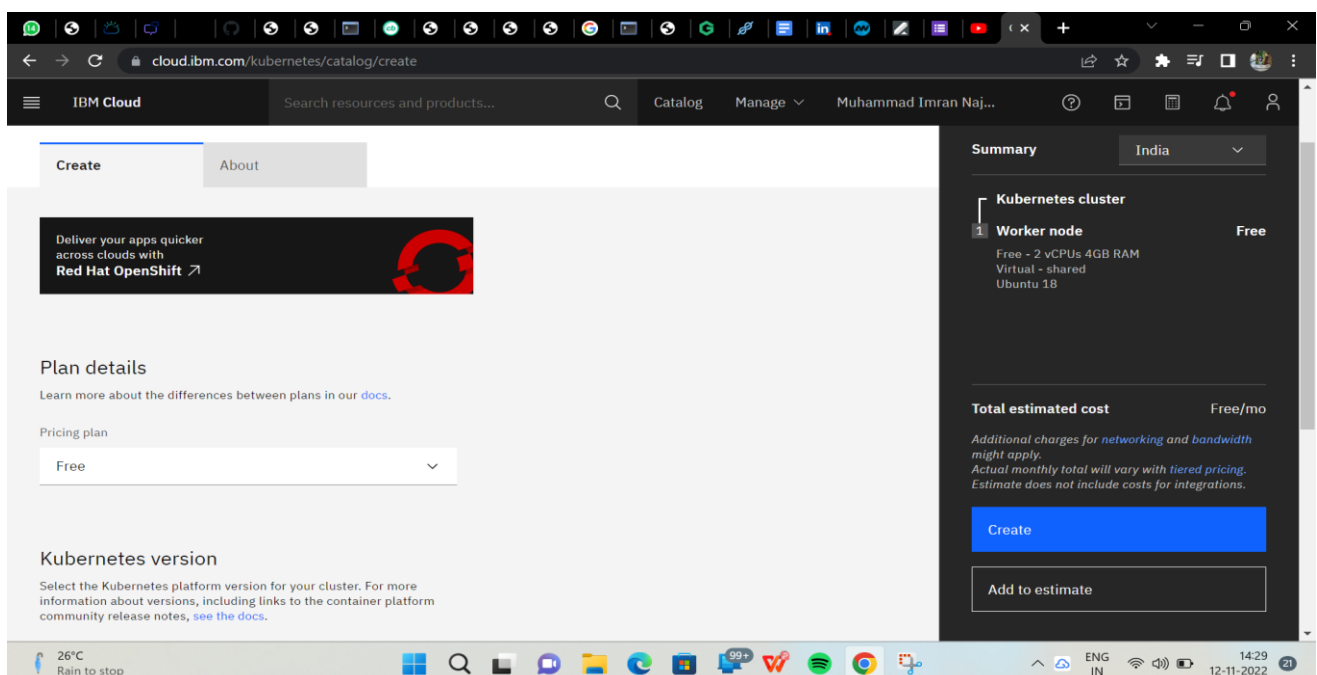 cloud.ibm.com/kubernetes/catalog/create
IBM Cloud
Search resources and products...
Catalog
Manage
Muhammad Imran Naj...
Create
About
Deliver your apps quicker
across clouds with
Red Hat OpenShift
Plan details
Learn more about the differences between plans in our docs.
Pricing plan
Free
Kubernetes version
Select the Kubernetes platform version for your cluster. For more
information about versions, including links to the container platform
community release notes, see the docs.
Summary
India
Kubernetes cluster
1 Worker node Free
Free - 2 vCPUs 4GB RAM
Virtual - shared
Ubuntu 18
Total estimated cost Free/mo
Additional charges for networking and bandwidth
might apply.
Actual monthly total will vary with tiered pricing.
Estimate does not include costs for integrations.
Create
Add to estimate
26°C
Rain to stop
99+
ENG
IN
14:29
12-11-2022
21